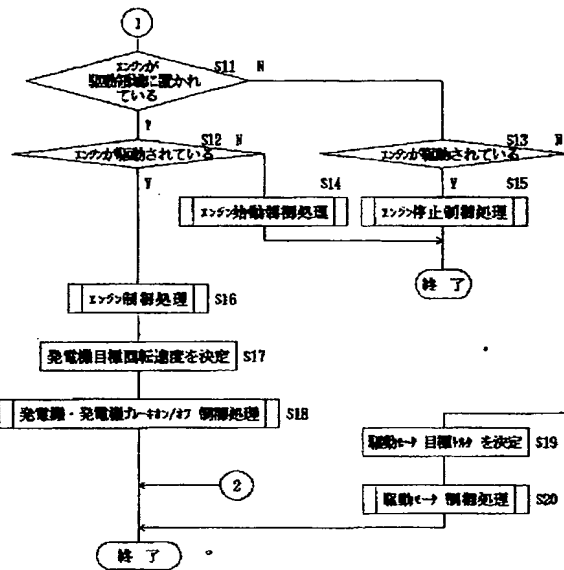 1
エンジンが
駆動領域に置かれ
ている
S11
N
Y
S12
N
エンジンが駆動されている
Y
S13
N
エンジンが駆動されている
Y
S14
エンジン始動制御処理
S15
エンジン停止制御処理
終 了
エンジン制御処理
S16
発電機目標回転速度を決定
S17
発電機・発電機ブレーキオン/オフ 制御処理
S18
駆動モータ 目標トルク を決定
S19
2
駆動モータ 制御処理
S20
終 了